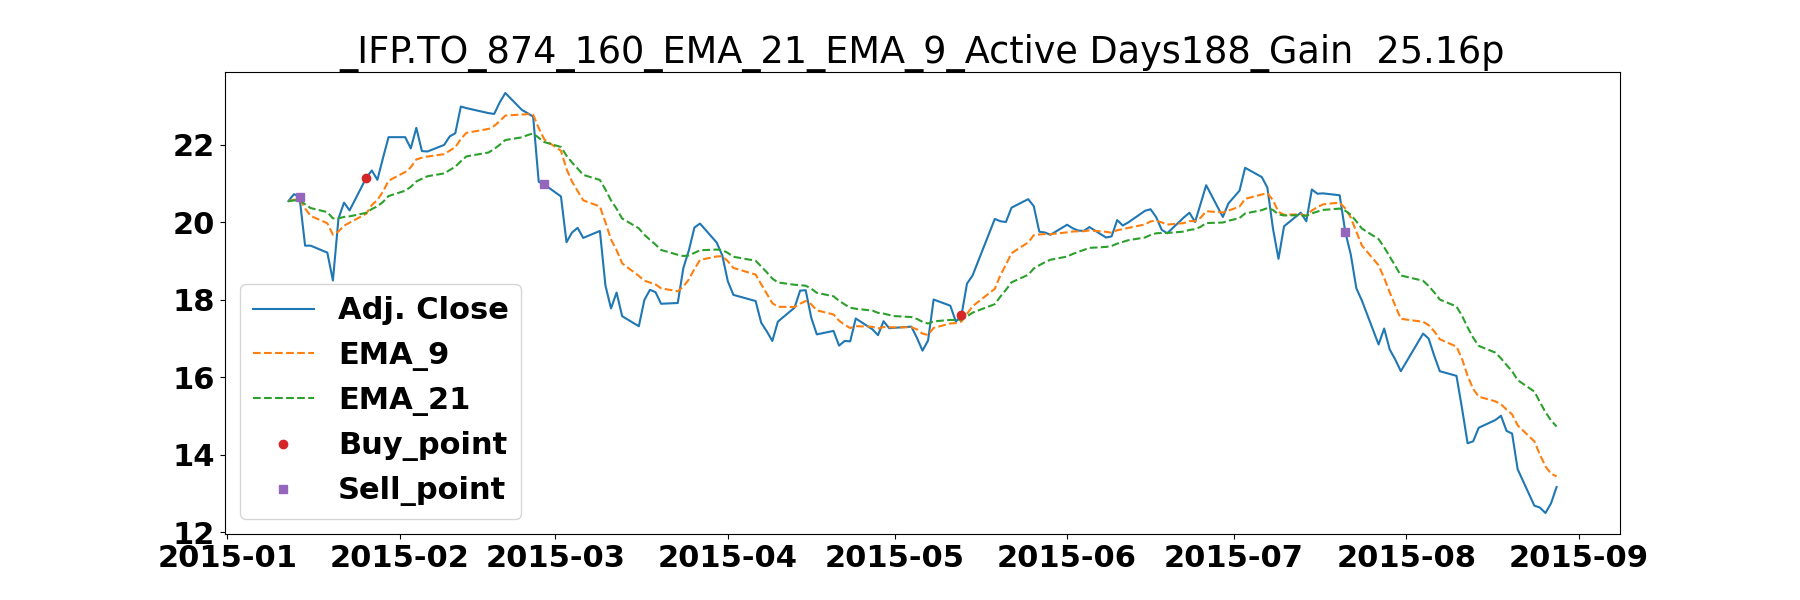 _IFP.TO_874_160_EMA_21_EMA_9_Active Days188_Gain  25.16p
22
20
18
16
14
12
Adj. Close
EMA_9
EMA_21
Buy_point
Sell_point
2015-01 2015-02 2015-03 2015-04 2015-05 2015-06 2015-07 2015-08 2015-09